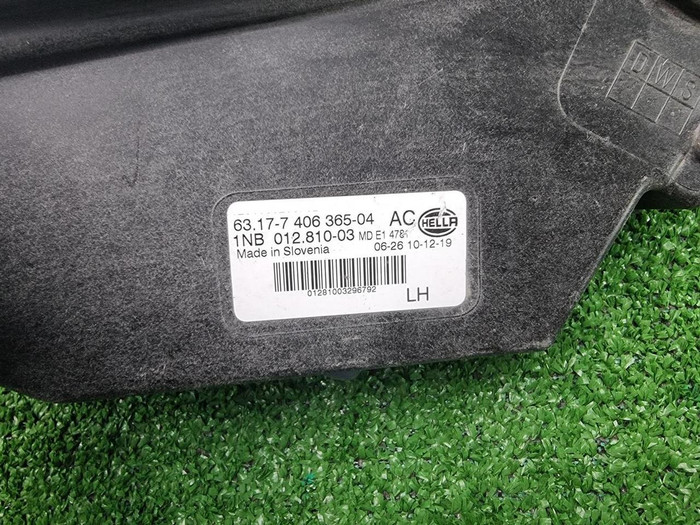 63.17-7 406 365-04 AC HELLA
1NB 012.810-03 MD E1 4781
Made in Slovenia 06-26 10-12-19
01281003296792
LH
DWS